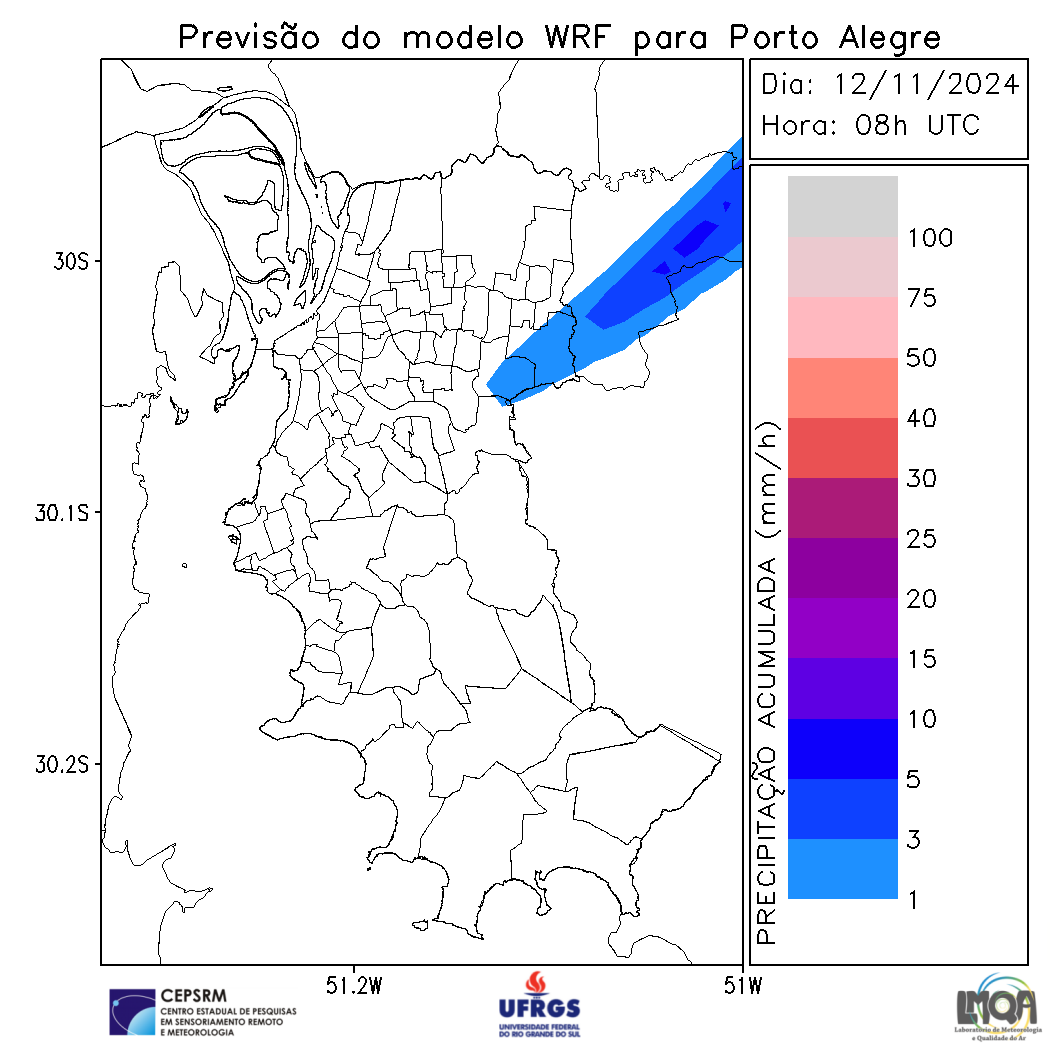 Previsão do modelo WRF para Porto Alegre
Dia: 12/11/2024
Hora: 08h UTC
30S
30.1S
30.2S
51.2W
51W
PRECIPITAÇÃO ACUMULADA (mm/h)
100
75
50
40
30
25
20
15
10
5
3
1
CEPSRM
CENTRO ESTADUAL DE PESQUISAS
EM SENSORIAMENTO REMOTO
E METEOROLOGIA
UFRGS
UNIVERSIDADE FEDERAL
DO RIO GRANDE DO SUL
LMQA
Laboratório de Meteorologia
e Qualidade do Ar